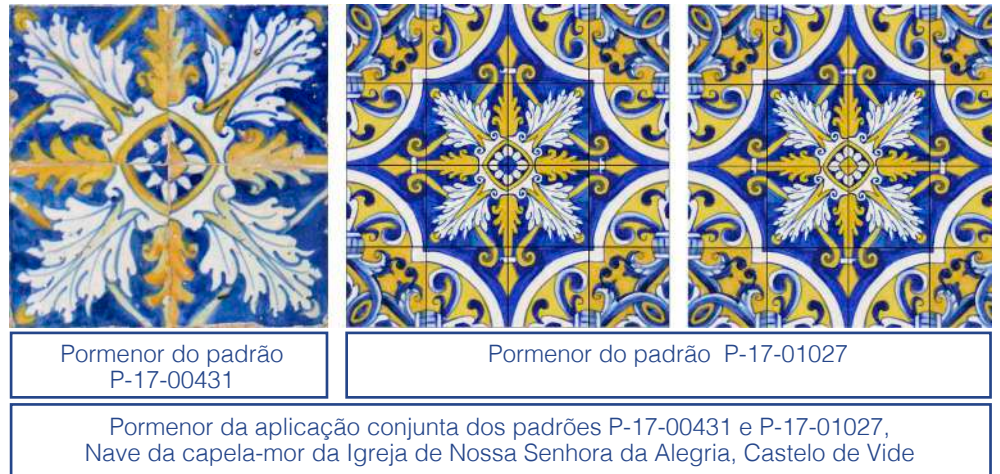 Pormenor do padrão
P-17-00431
Pormenor do padrão P-17-01027
Pormenor da aplicação conjunta dos padrões P-17-00431 e P-17-01027,
Nave da capela-mor da Igreja de Nossa Senhora da Alegria, Castelo de Vide